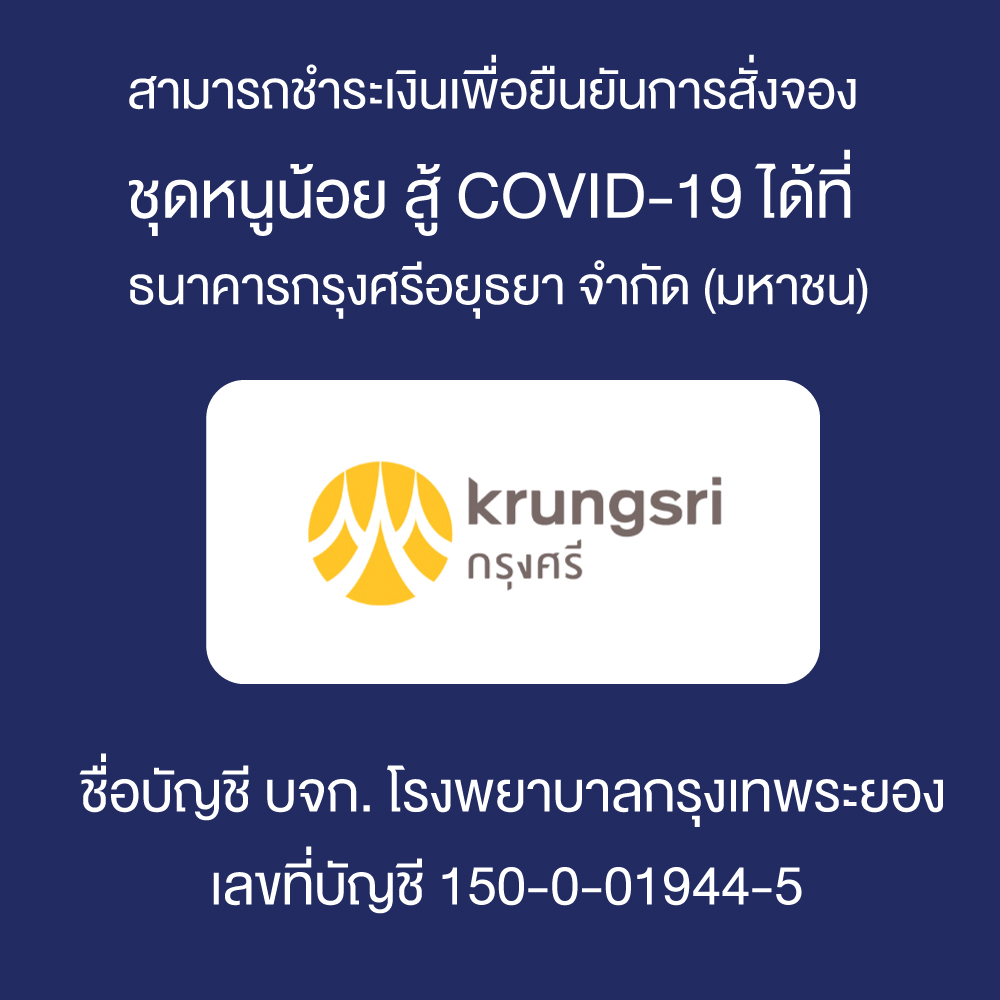 สามารถชำระเงินเพื่อยืนยันการสั่งจอง
ชุดหนูน้อย สู้ COVID-19 ได้ที่
ธนาคารกรุงศรีอยุธยา จำกัด (มหาชน)
krungsri
กรุงศรี
ชื่อบัญชี บจก. โรงพยาบาลกรุงเทพระยอง
เลขที่บัญชี 150-0-01944-5